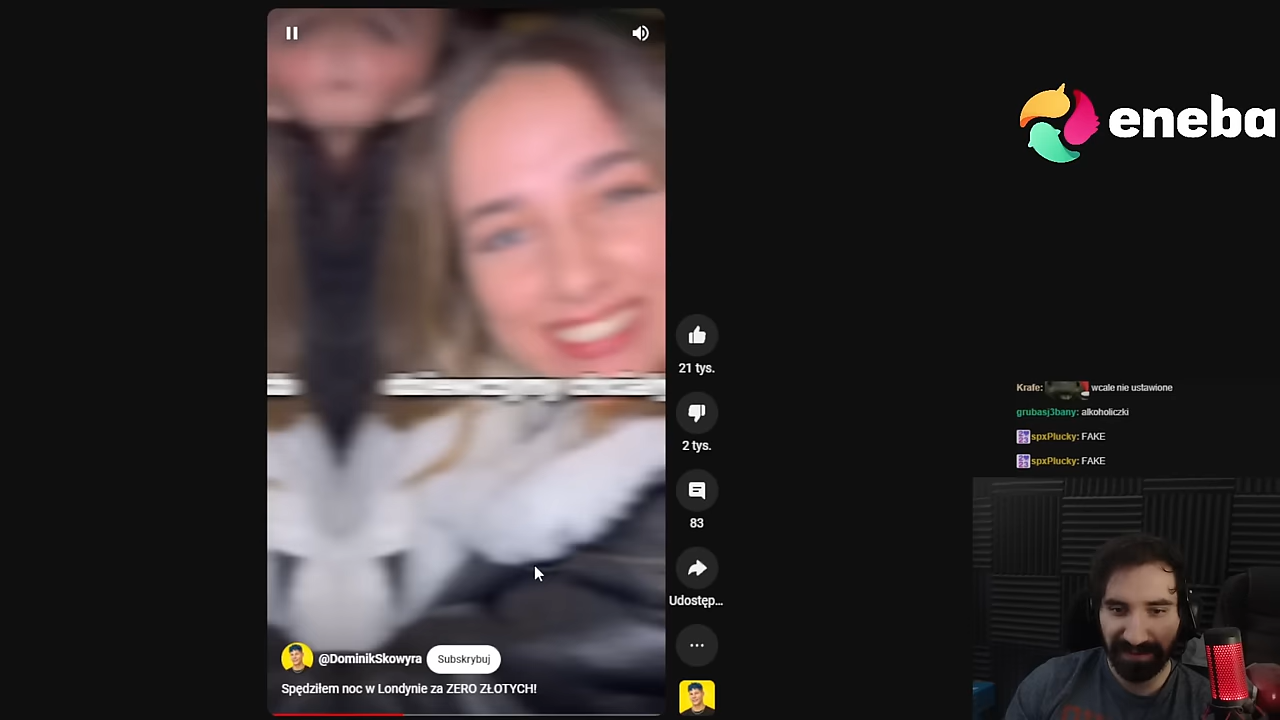 eneba
21 tys.
Krafe: wcale nie ustawione
grubasj3bany: alkoholiczki
2 tys.
spxPlucky: FAKE
spxPlucky: FAKE
83
Udostęp...
@DominikSkowyra Subskrybuj
Spędziłem noc w Londynie za ZERO ZŁOTYCH!